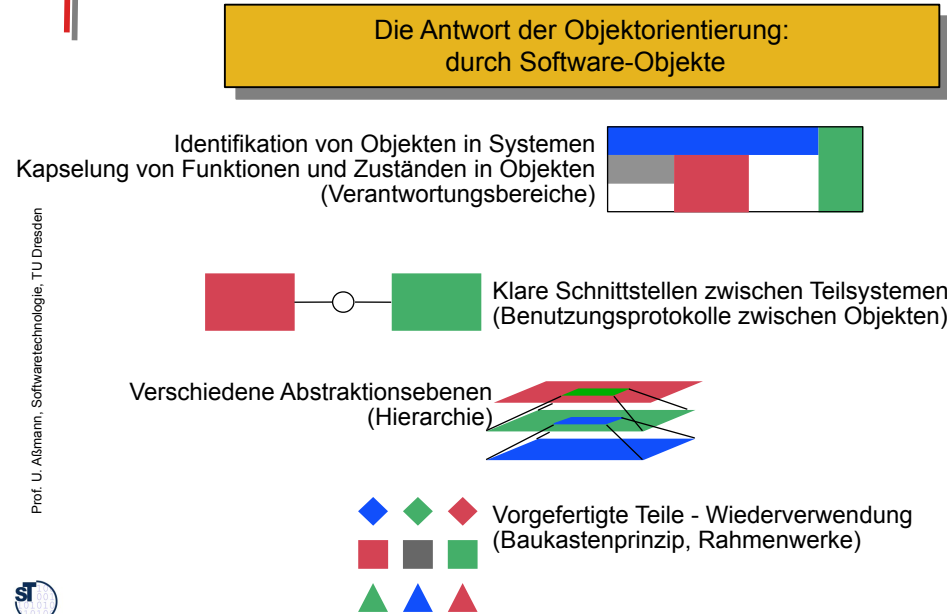 Die Antwort der Objektorientierung:
durch Software-Objekte
Identifikation von Objekten in Systemen
Kapselung von Funktionen und Zuständen in Objekten
(Verantwortungsbereiche)
Klare Schnittstellen zwischen Teilsystemen
(Benutzungsprotokolle zwischen Objekten)
Verschiedene Abstraktionsebenen
(Hierarchie)
Vorgefertigte Teile - Wiederverwendung
(Baukastenprinzip, Rahmenwerke)
Prof. U. Aßmann, Softwaretechnologie, TU Dresden
ST